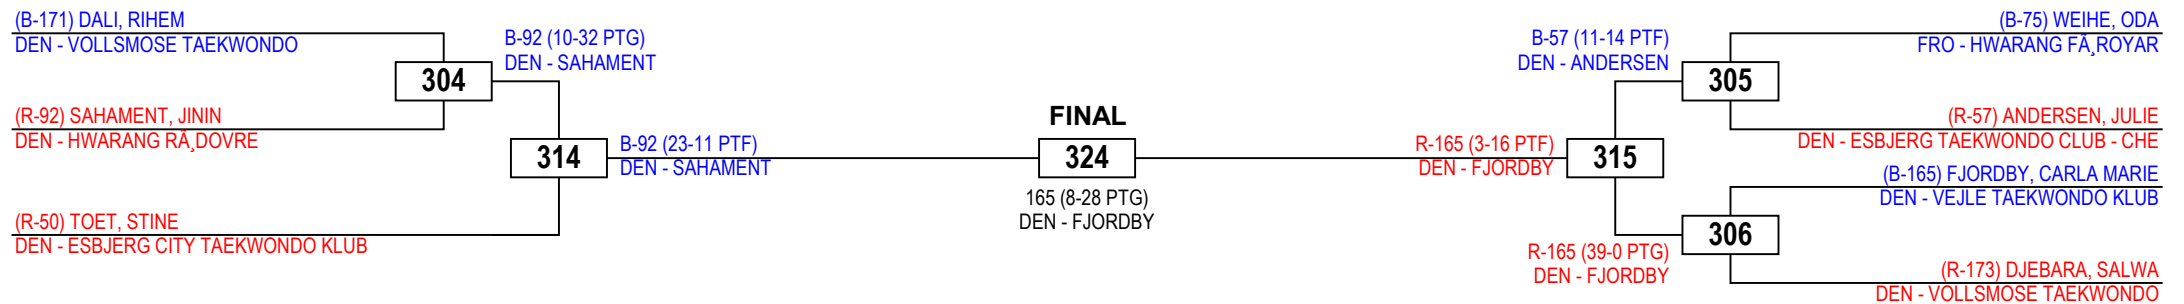 (B-171) DALI, RIHEM
DEN - VOLLSMOSE TAEKWONDO
B-92 (10-32 PTG)
DEN - SAHAMENT
304
(R-92) SAHAMENT, JININ
DEN - HWARANG RÃ¸DOVRE
314
B-92 (23-11 PTF)
DEN - SAHAMENT
(R-50) TOET, STINE
DEN - ESBJERG CITY TAEKWONDO KLUB
FINAL
324
165 (8-28 PTG)
DEN - FJORDBY
(B-75) WEIHE, ODA
FRO - HWARANG FÃ¸ROYAR
B-57 (11-14 PTF)
DEN - ANDERSEN
305
(R-57) ANDERSEN, JULIE
DEN - ESBJERG TAEKWONDO CLUB - CHE
R-165 (3-16 PTF)
DEN - FJORDBY
315
(B-165) FJORDBY, CARLA MARIE
DEN - VEJLE TAEKWONDO KLUB
306
R-165 (39-0 PTG)
DEN - FJORDBY
(R-173) DJEBARA, SALWA
DEN - VOLLSMOSE TAEKWONDO